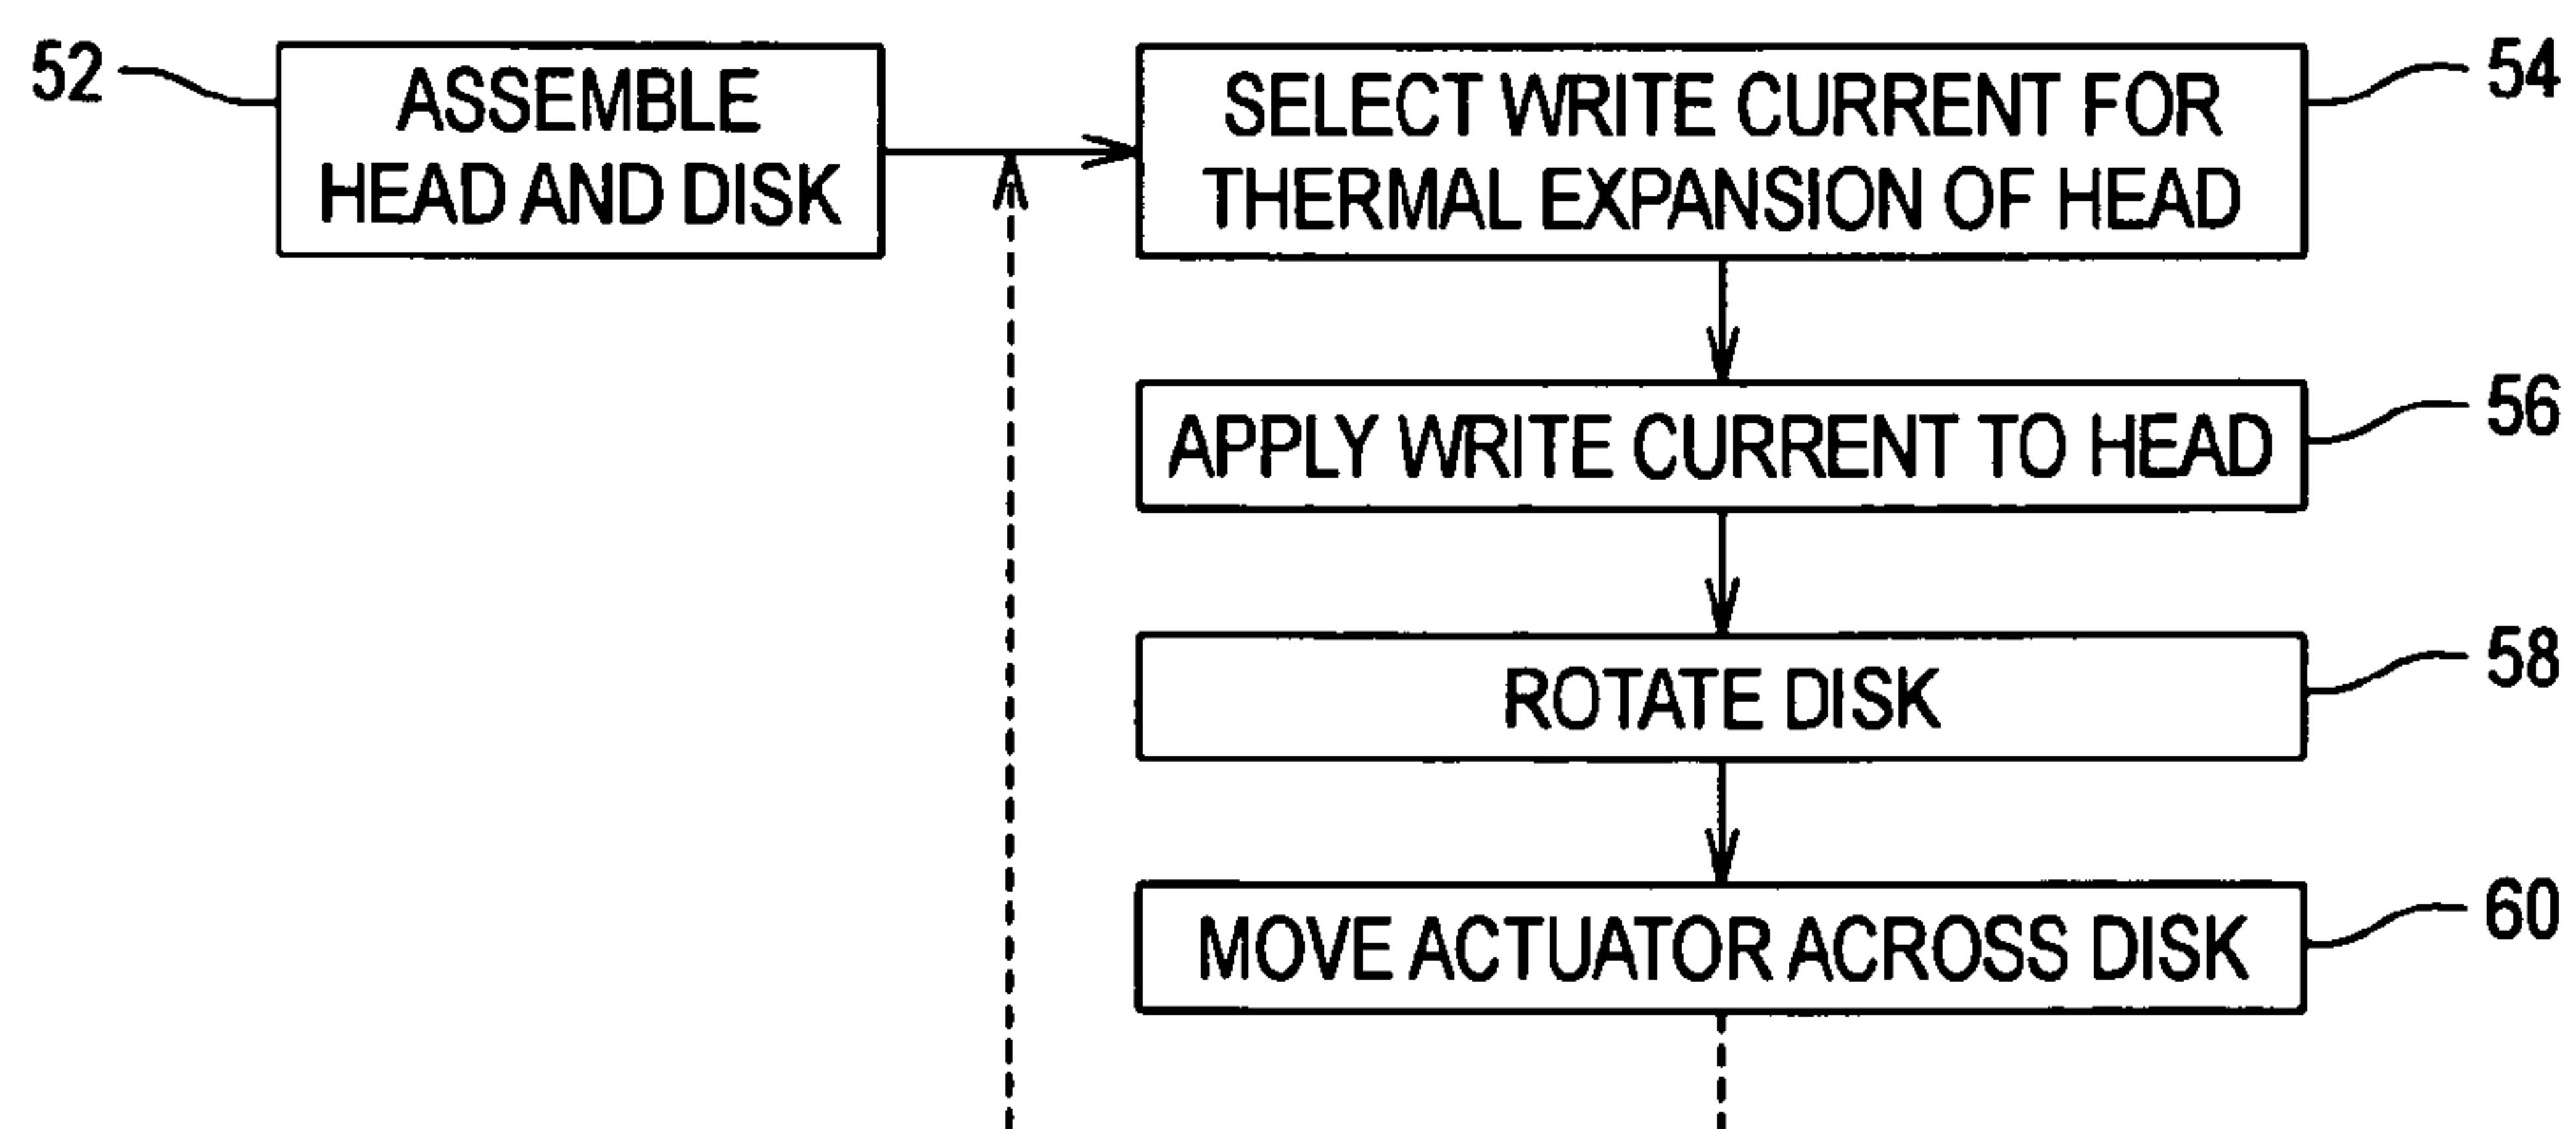 52
ASSEMBLE
HEAD AND DISK
SELECT WRITE CURRENT FOR
THERMAL EXPANSION OF HEAD
54
APPLY WRITE CURRENT TO HEAD
56
ROTATE DISK
58
MOVE ACTUATOR ACROSS DISK
60